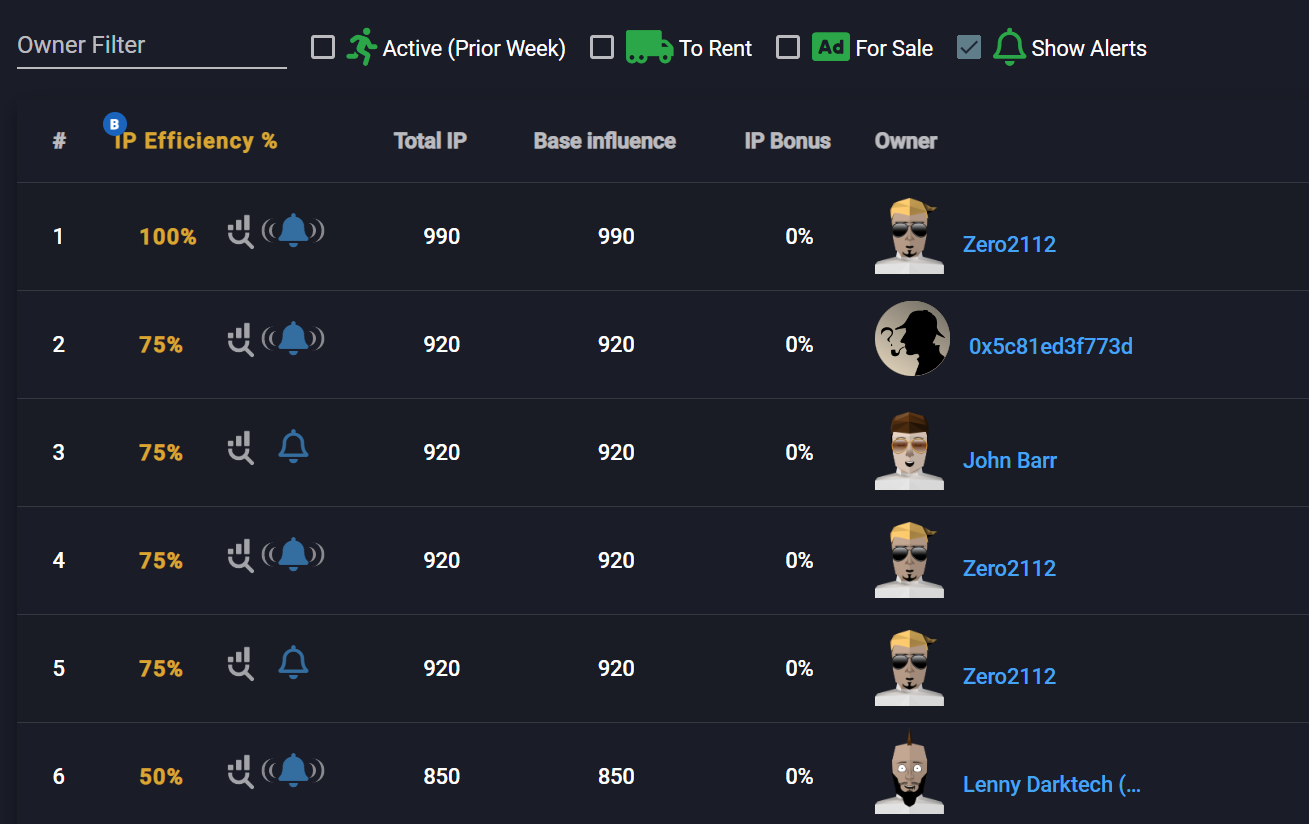 Owner Filter Active (Prior Week) To Rent Ad For Sale Show Alerts
B
# IP Efficiency % Total IP Base influence IP Bonus Owner
1 100% 990 990 0% Zero2112
2 75% 920 920 0% 0x5c81ed3f773d
3 75% 920 920 0% John Barr
4 75% 920 920 0% Zero2112
5 75% 920 920 0% Zero2112
6 50% 850 850 0% Lenny Darktech (...